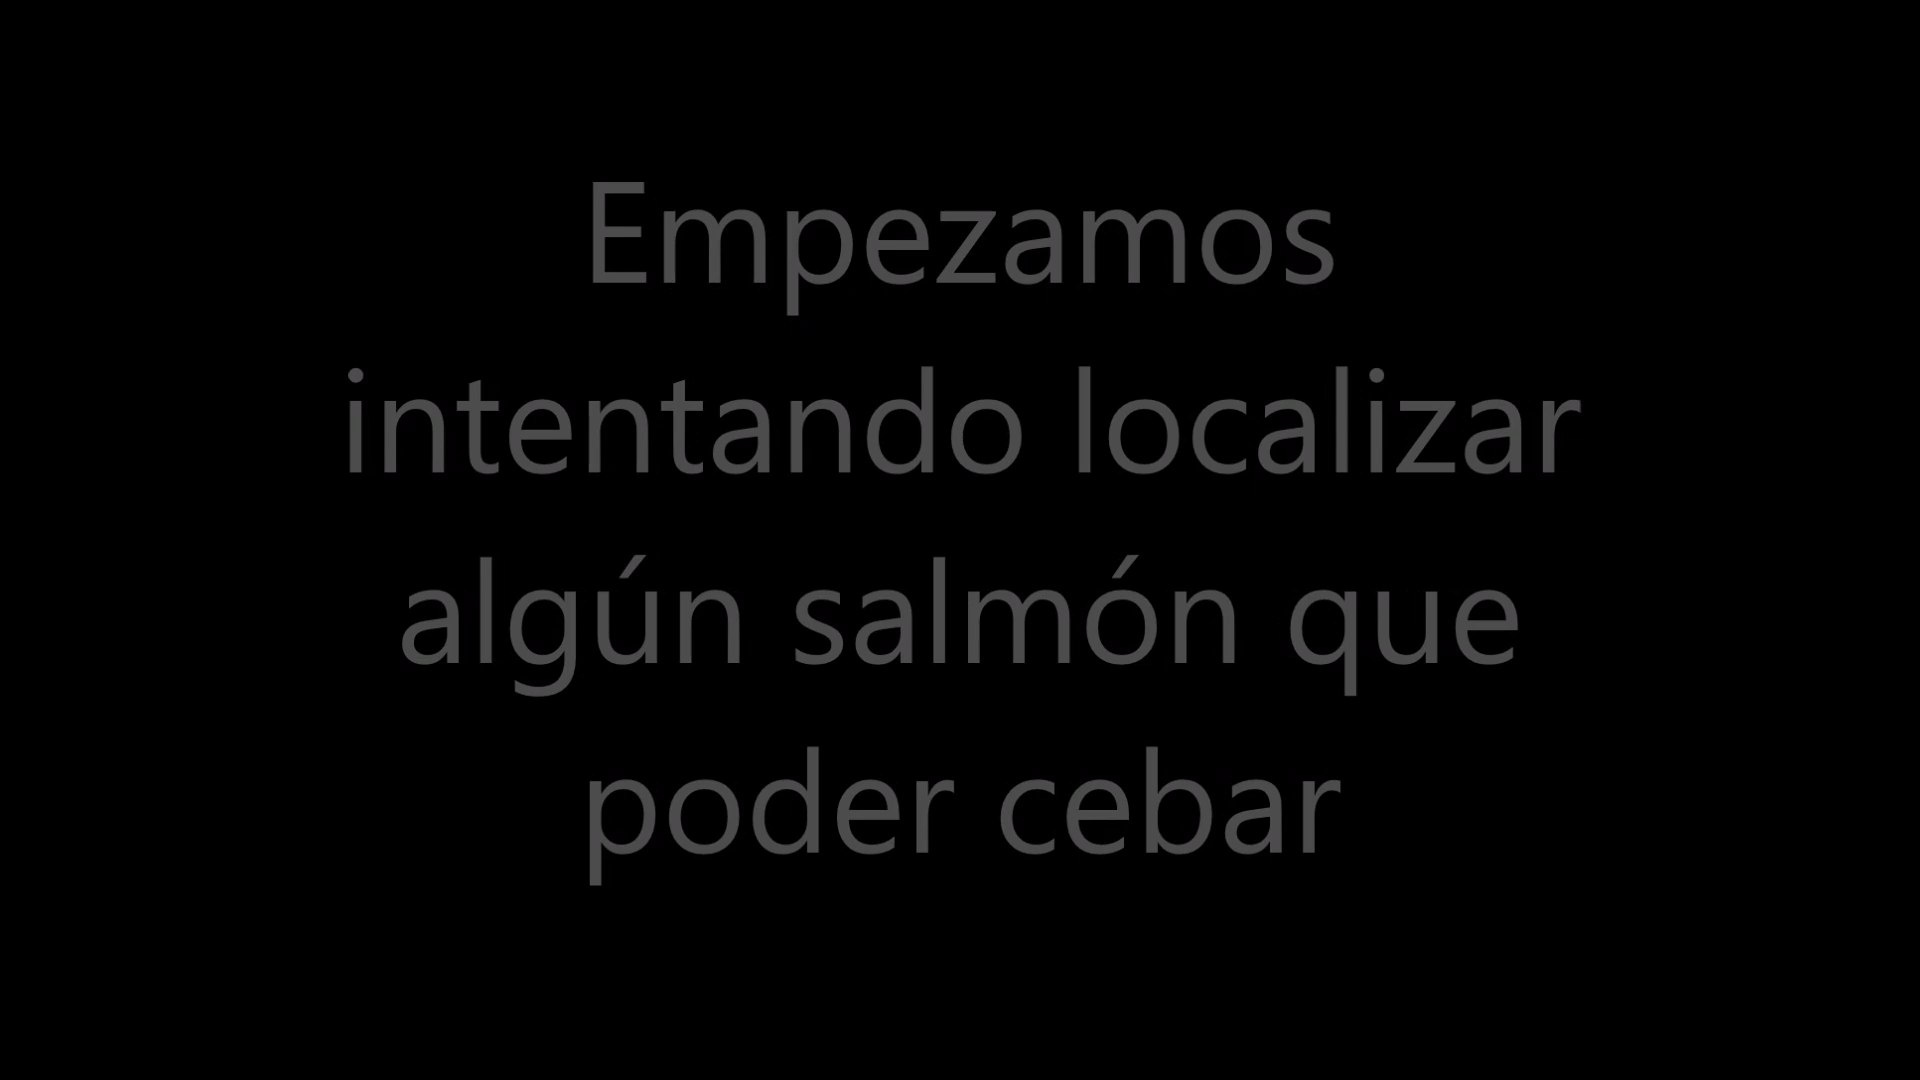 Empezamos
intentando localizar
algún salmón que
poder cebar